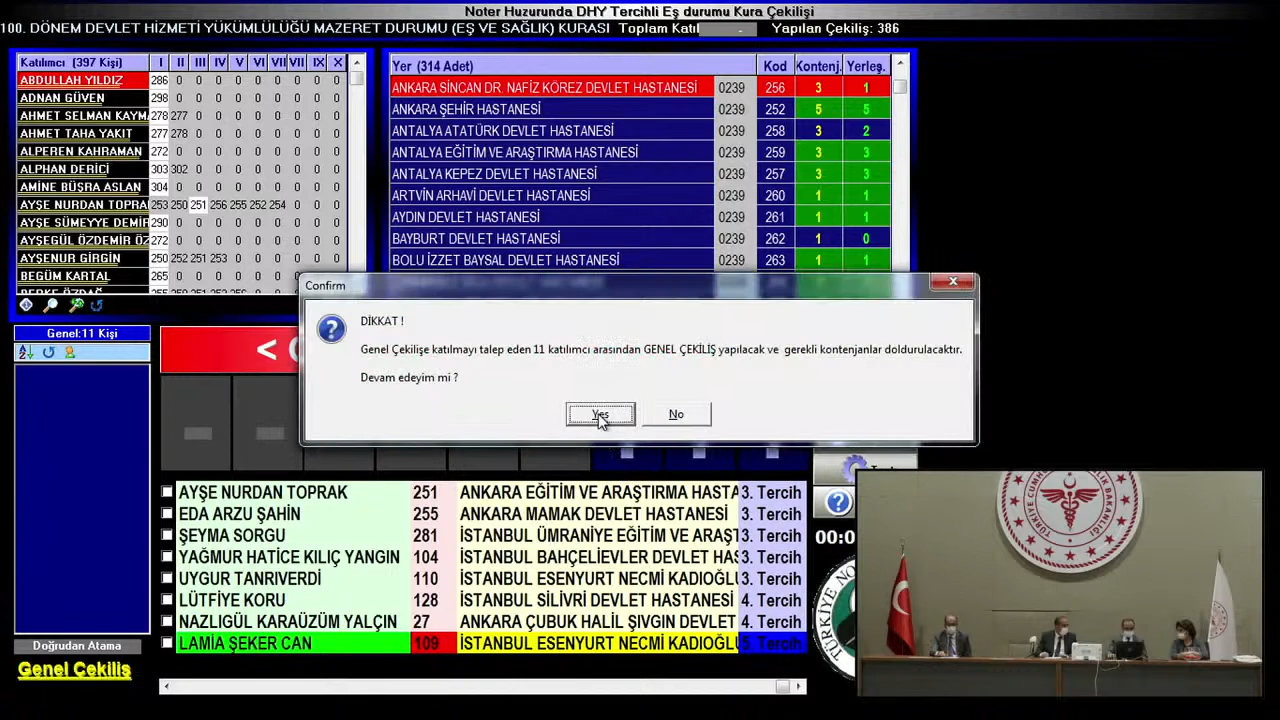 Noter Huzurunda DHY Tercihli Eş durumu Kura Çekilişi
100. DÖNEM DEVLET HİZMETİ YÜKÜMLÜLÜĞÜ MAZERET DURUMU (EŞ VE SAĞLIK) KURASI Toplam Katıl - Yapılan Çekiliş: 386
Katılımcı (397 Kişi) I II III IV V VI VII VII IX X
ABDULLAH YILDIZ 286 0 0 0 0 0 0 0 0 0
ADNAN GÜVEN 298 0 0 0 0 0 0 0 0 0
AHMET SELMAN KAYMA 278 277 0 0 0 0 0 0 0 0
AHMET TAHA YAKIT 277 278 0 0 0 0 0 0 0 0
ALPEREN KAHRAMAN 272 0 0 0 0 0 0 0 0 0
ALPHAN DERİCİ 303 302 0 0 0 0 0 0 0 0
AMİNE BÜŞRA ASLAN 304 0 0 0 0 0 0 0 0 0
AYŞE NURDAN TOPRA 253 250 251 256 255 252 254 0 0 0
AYŞE SÜMEYYE DEMİR 290 0 0 0 0 0 0 0 0 0
AYŞEGÜL ÖZDEMİR ÖZ 272 0 0 0 0 0 0 0 0 0
AYŞENUR GİRGİN 250 252 251 253 0 0 0 0 0 0
BEGÜM KARTAL 265 0 0 0 0 0 0 0 0 0
Yer (314 Adet) Kod Kontenj. Yerleş.
ANKARA SİNCAN DR. NAFİZ KÖREZ DEVLET HASTANESİ 0239 256 3 1
ANKARA ŞEHİR HASTANESİ 0239 252 5 5
ANTALYA ATATÜRK DEVLET HASTANESİ 0239 258 3 2
ANTALYA EĞİTİM VE ARAŞTIRMA HASTANESİ 0239 259 3 3
ANTALYA KEPEZ DEVLET HASTANESİ 0239 257 3 3
ARTVİN ARHAVİ DEVLET HASTANESİ 0239 260 1 1
AYDIN DEVLET HASTANESİ 0239 261 1 1
BAYBURT DEVLET HASTANESİ 0239 262 1 0
BOLU İZZET BAYSAL DEVLET HASTANESİ 0239 263 1 1
Confirm
DİKKAT !
Genel Çekilişe katılmayı talep eden 11 katılımcı arasından GENEL ÇEKİLİŞ yapılacak ve gerekli kontenjanlar doldurulacaktır.
Devam edeyim mi ?
Yes No
Genel:11 Kişi
AYŞE NURDAN TOPRAK 251 ANKARA EĞİTİM VE ARAŞTIRMA HASTA 3. Tercih
EDA ARZU ŞAHİN 255 ANKARA MAMAK DEVLET HASTANESİ 3. Tercih
ŞEYMA SORGU 281 İSTANBUL ÜMRANİYE EĞİTİM VE ARAŞT 3. Tercih
YAĞMUR HATİCE KILIÇ YANGIN 104 İSTANBUL BAHÇELİEVLER DEVLET HAS 3. Tercih
UYGUR TANRIVERDİ 110 İSTANBUL ESENYURT NECMİ KADIOĞLU 3. Tercih
LÜTFİYE KORU 128 İSTANBUL SİLİVRİ DEVLET HASTANESİ 4. Tercih
NAZLIGÜL KARAÜZÜM YALÇIN 27 ANKARA ÇUBUK HALİL ŞIVGIN DEVLET 4. Tercih
LAMİA ŞEKER CAN 109 İSTANBUL ESENYURT NECMİ KADIOĞLU 5. Tercih
Doğrudan Atama
Genel Çekiliş
00:0